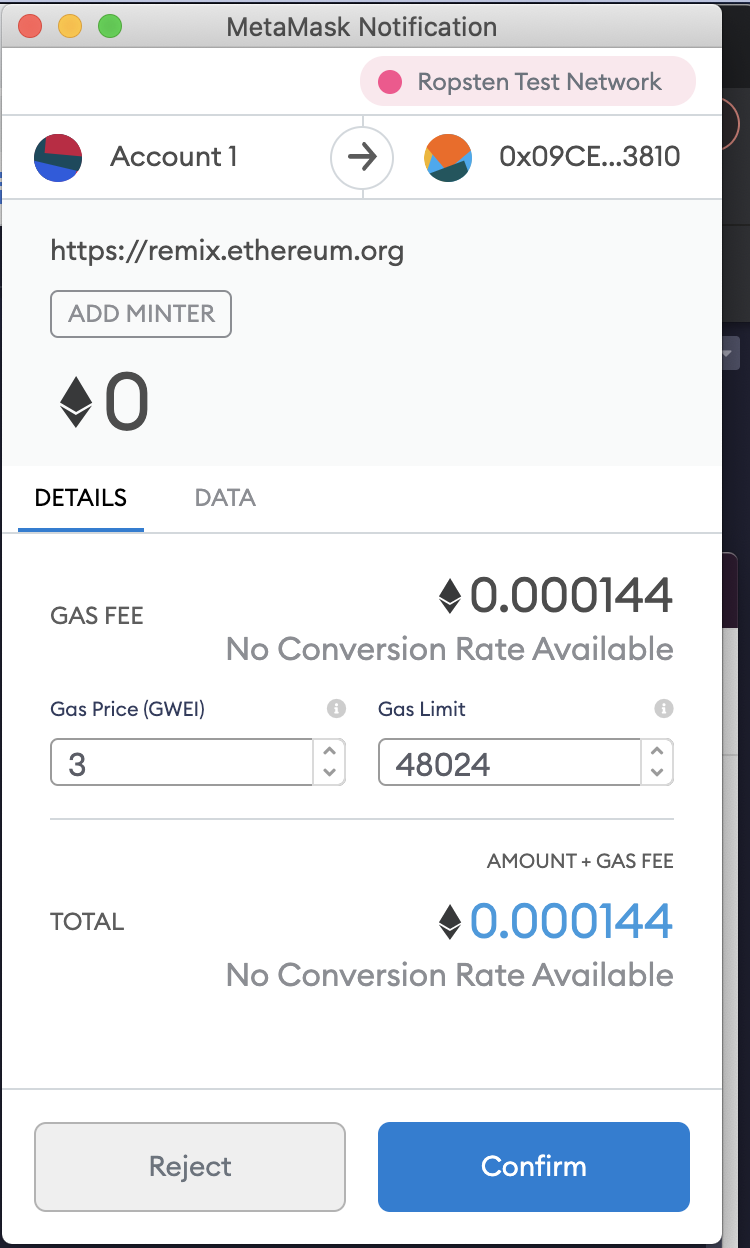 MetaMask Notification
Ropsten Test Network
Account 1
0x09CE...3810
https://remix.ethereum.org
ADD MINTER
0
DETAILS
DATA
GAS FEE
0.000144
No Conversion Rate Available
Gas Price (GWEI)
Gas Limit
3
48024
AMOUNT + GAS FEE
TOTAL
0.000144
No Conversion Rate Available
Reject
Confirm